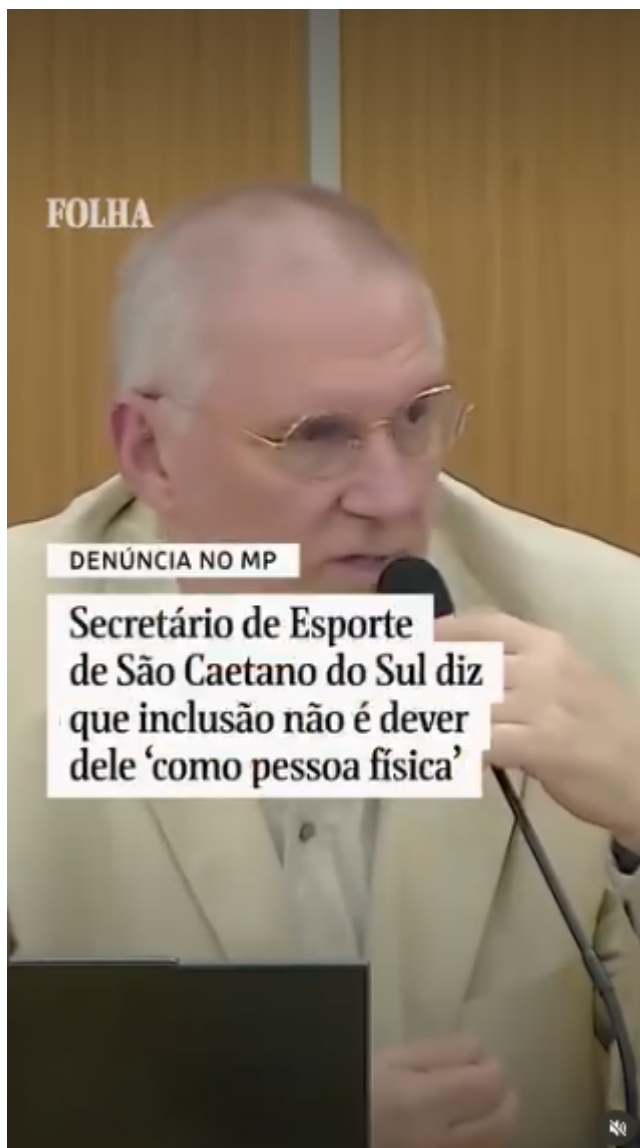 FOLHA
DENÚNCIA NO MP
Secretário de Esporte
de São Caetano do Sul diz
que inclusão não é dever
dele ‘como pessoa física’